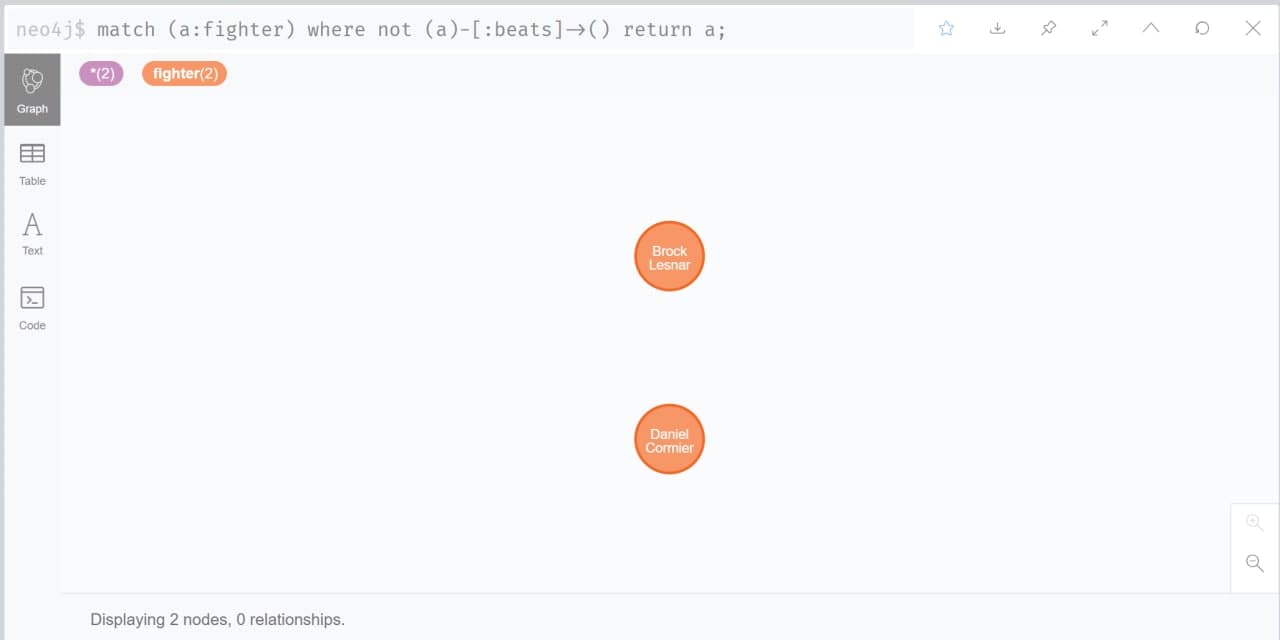 neo4j$ match (a:fighter) where not (a)-[:beats]→() return a;
*(2) fighter(2)
Graph
Table
A
Text
Code
Brock
Lesnar
Daniel
Cormier
Displaying 2 nodes, 0 relationships.